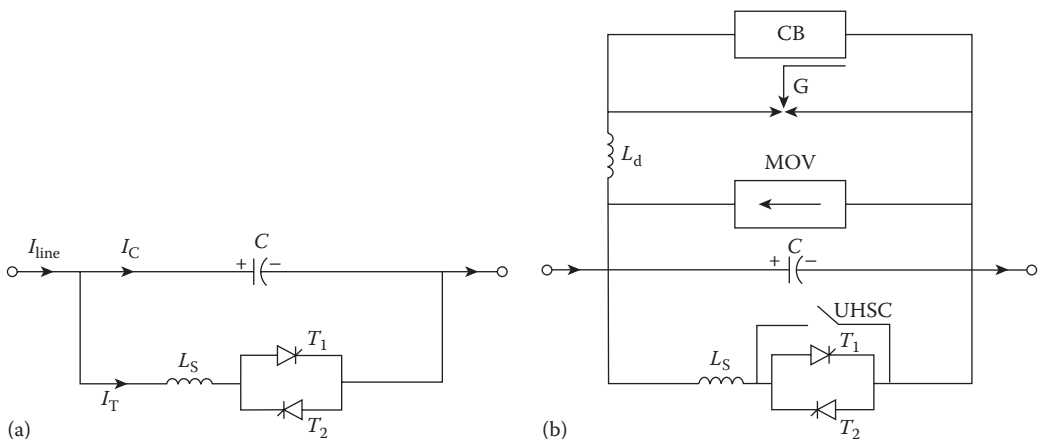 I_line
I_C
C
+
−
L_S
T_1
I_T
T_2
(a)
CB
G
L_d
MOV
C
+
−
UHSC
L_S
T_1
T_2
(b)